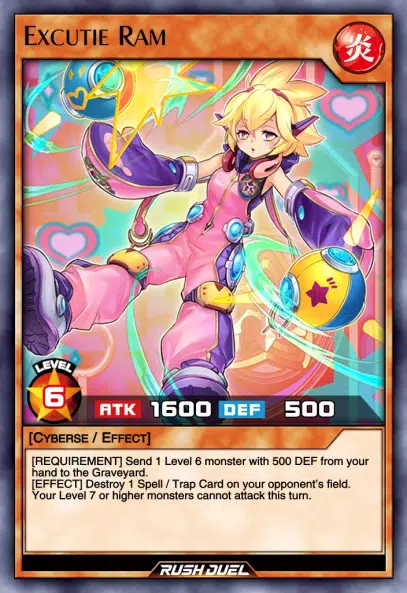 EXCUTIE RAM
炎
LEVEL
6
ATK 1600 DEF 500
[CYBERSE / EFFECT]
[REQUIREMENT] Send 1 Level 6 monster with 500 DEF from your
hand to the Graveyard.
[EFFECT] Destroy 1 Spell / Trap Card on your opponent's field.
Your Level 7 or higher monsters cannot attack this turn.
RUSH DUEL